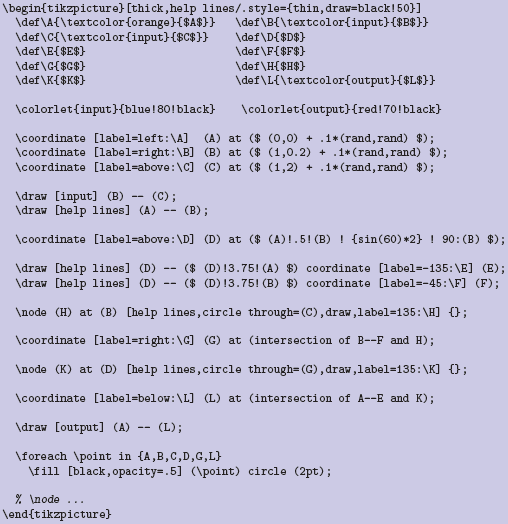 \begin{tikzpicture}[thick,help lines/.style={thin,draw=black!50}]
\def\A{\textcolor{orange}{$A$}} \def\B{\textcolor{input}{$B$}}
\def\C{\textcolor{input}{$C$}} \def\D{$D$}
\def\E{$E$} \def\F{$F$}
\def\G{$G$} \def\H{$H$}
\def\K{$K$} \def\L{\textcolor{output}{$L$}}
\colorlet{input}{blue!80!black} \colorlet{output}{red!70!black}
\coordinate [label=left:\A] (A) at ($ (0,0) + .1*(rand,rand) $);
\coordinate [label=right:\B] (B) at ($ (1,0.2) + .1*(rand,rand) $);
\coordinate [label=above:\C] (C) at ($ (1,2) + .1*(rand,rand) $);
\draw [input] (B) -- (C);
\draw [help lines] (A) -- (B);
\coordinate [label=above:\D] (D) at ($ (A)!.5!(B) ! {sin(60)*2} ! 90:(B) $);
\draw [help lines] (D) -- ($ (D)!3.75!(A) $) coordinate [label=-135:\E] (E);
\draw [help lines] (D) -- ($ (D)!3.75!(B) $) coordinate [label=-45:\F] (F);
\node (H) at (B) [help lines,circle through=(C),draw,label=135:\H] {};
\coordinate [label=right:\G] (G) at (intersection of B--F and H);
\node (K) at (D) [help lines,circle through=(G),draw,label=135:\K] {};
\coordinate [label=below:\L] (L) at (intersection of A--E and K);
\draw [output] (A) -- (L);
\foreach \point in {A,B,C,D,G,L}
\fill [black,opacity=.5] (\point) circle (2pt);
% \node ...
\end{tikzpicture}